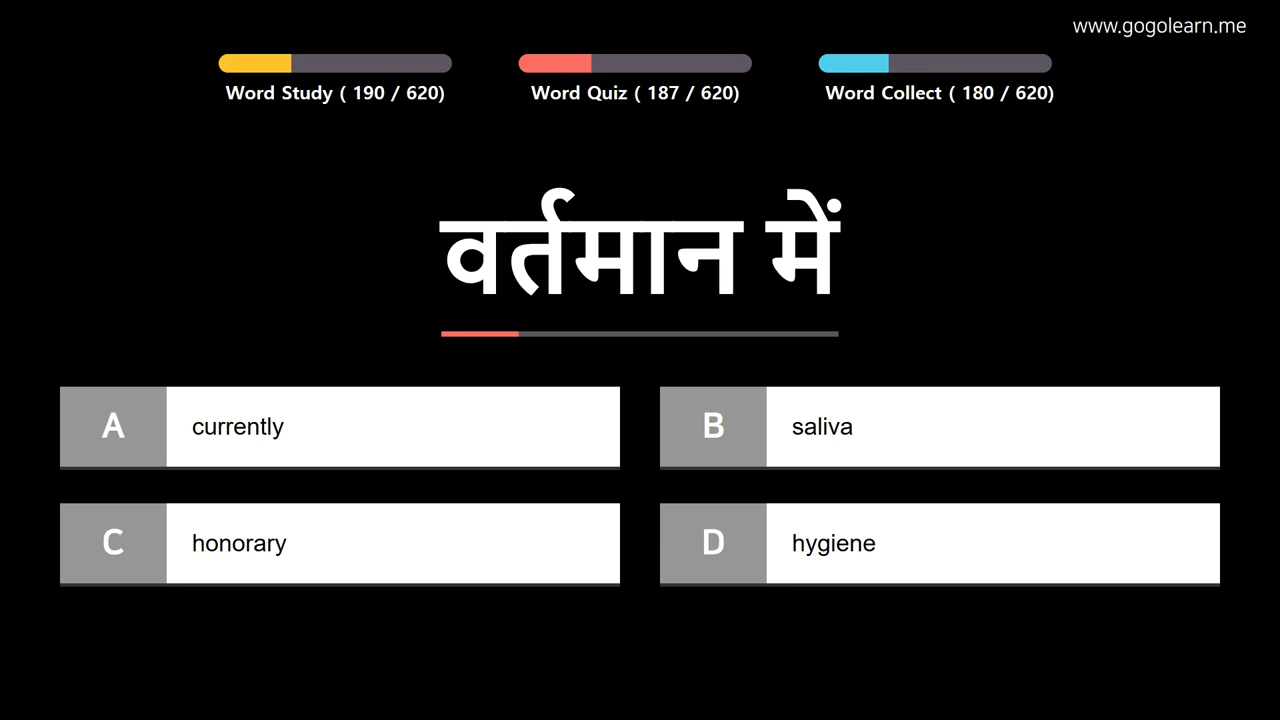 www.gogolearn.me
Word Study ( 190 / 620)
Word Quiz ( 187 / 620)
Word Collect ( 180 / 620)
वर्तमान में
A currently
B saliva
C honorary
D hygiene